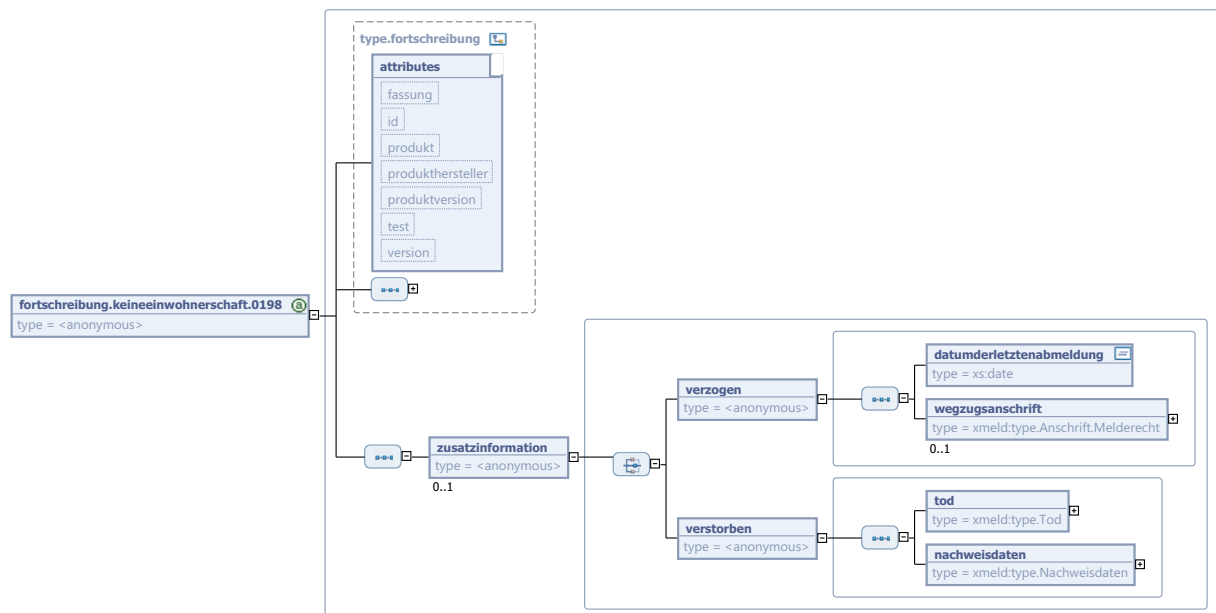 type.fortschreibung
attributes
fassung
id
produkt
produkthersteller
produktversion
test
version
fortschreibung.keineeinwohnerschaft.0198
type = <anonymous>
zusatzinformation
type = <anonymous>
0..1
verzogen
type = <anonymous>
datumderletztenabmeldung
type = xs:date
wegzugsanschrift
type = xmeld:type.Anschrift.Melderecht
0..1
verstorben
type = <anonymous>
tod
type = xmeld:type.Tod
nachweisdaten
type = xmeld:type.Nachweisdaten